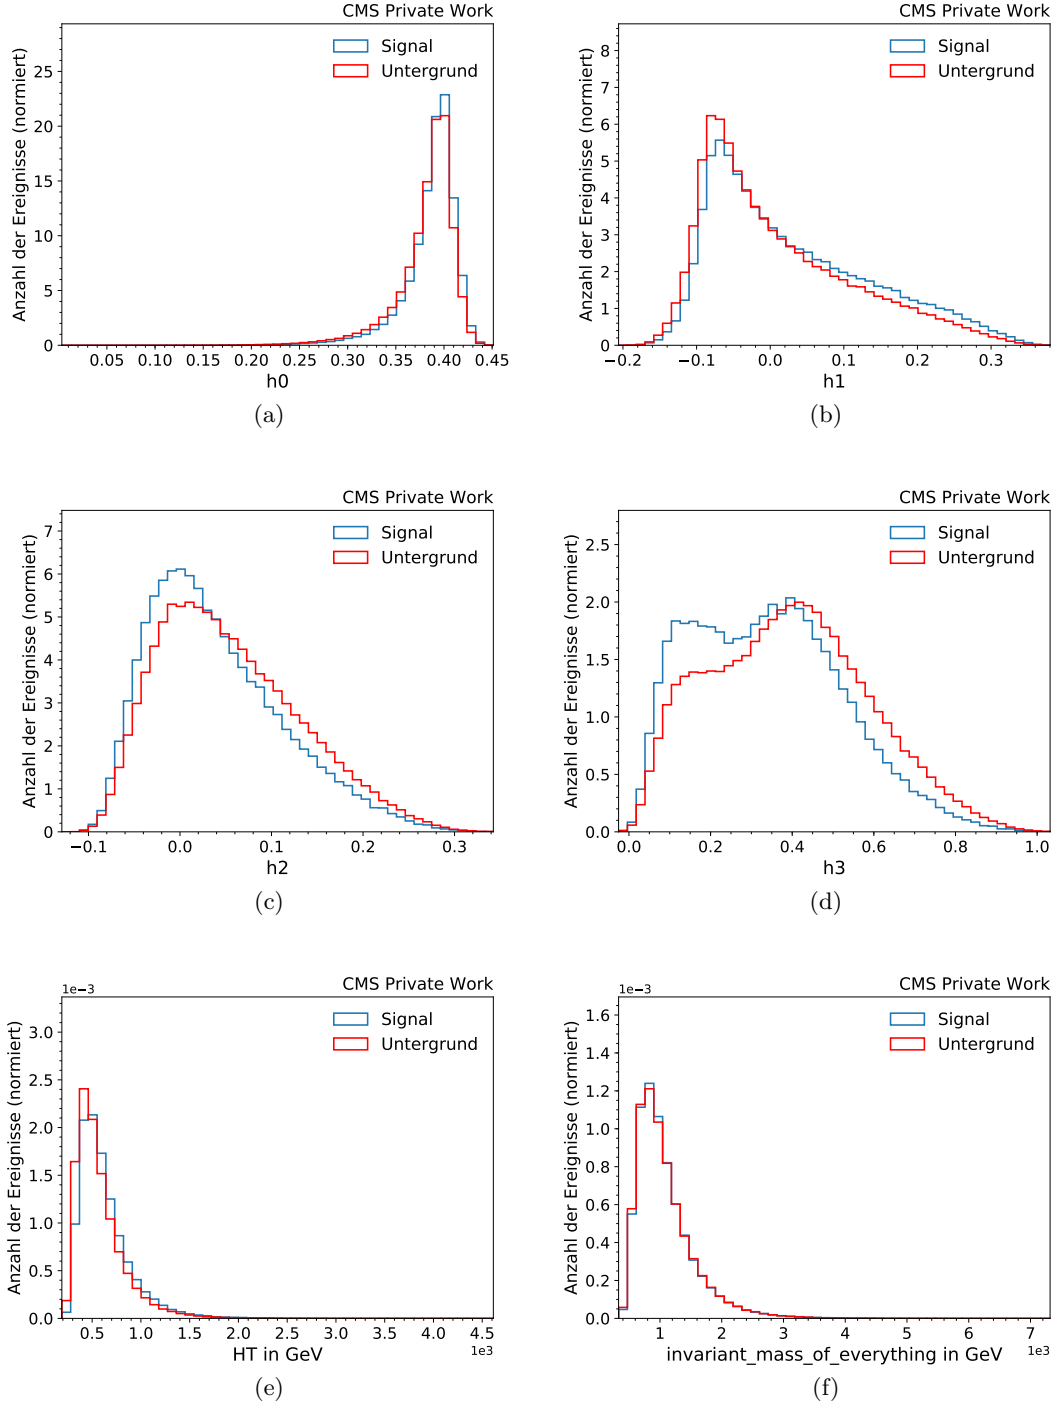 CMS Private Work
Signal
Untergrund
Anzahl der Ereignisse (normiert)
25
20
15
10
5
0
0.05 0.10 0.15 0.20 0.25 0.30 0.35 0.40 0.45
h0
(a)
CMS Private Work
Signal
Untergrund
Anzahl der Ereignisse (normiert)
8
7
6
5
4
3
2
1
0
−0.2 −0.1 0.0 0.1 0.2 0.3
h1
(b)
CMS Private Work
Signal
Untergrund
Anzahl der Ereignisse (normiert)
7
6
5
4
3
2
1
0
−0.1 0.0 0.1 0.2 0.3
h2
(c)
CMS Private Work
Signal
Untergrund
Anzahl der Ereignisse (normiert)
2.5
2.0
1.5
1.0
0.5
0.0
0.0 0.2 0.4 0.6 0.8 1.0
h3
(d)
1e−3
CMS Private Work
Signal
Untergrund
Anzahl der Ereignisse (normiert)
3.0
2.5
2.0
1.5
1.0
0.5
0.0
0.5 1.0 1.5 2.0 2.5 3.0 3.5 4.0 4.5
HT in GeV
1e3
(e)
1e−3
CMS Private Work
Signal
Untergrund
Anzahl der Ereignisse (normiert)
1.6
1.4
1.2
1.0
0.8
0.6
0.4
0.2
0.0
1 2 3 4 5 6 7
invariant_mass_of_everything in GeV
1e3
(f)